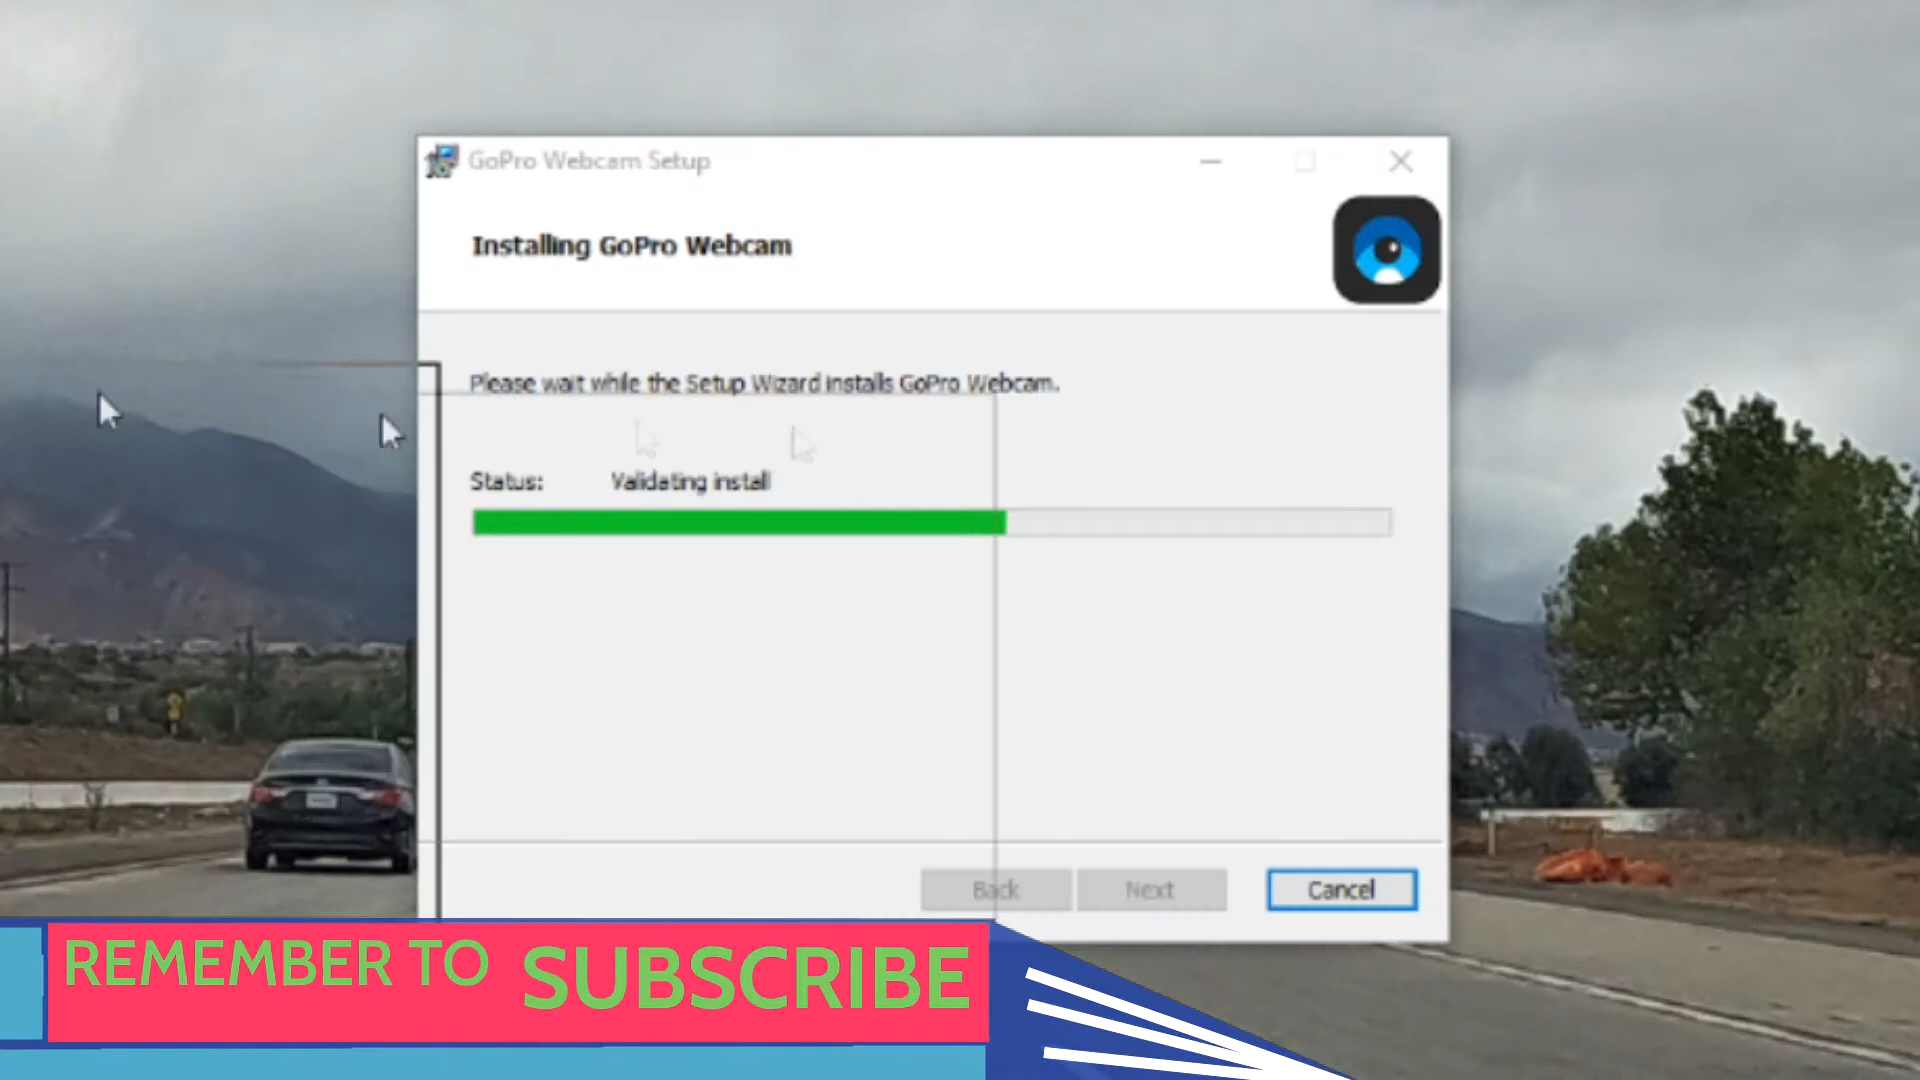 GoPro Webcam Setup
Installing GoPro Webcam
Please wait while the Setup Wizard installs GoPro Webcam.
Status: Validating install
Back Next Cancel
REMEMBER TO SUBSCRIBE